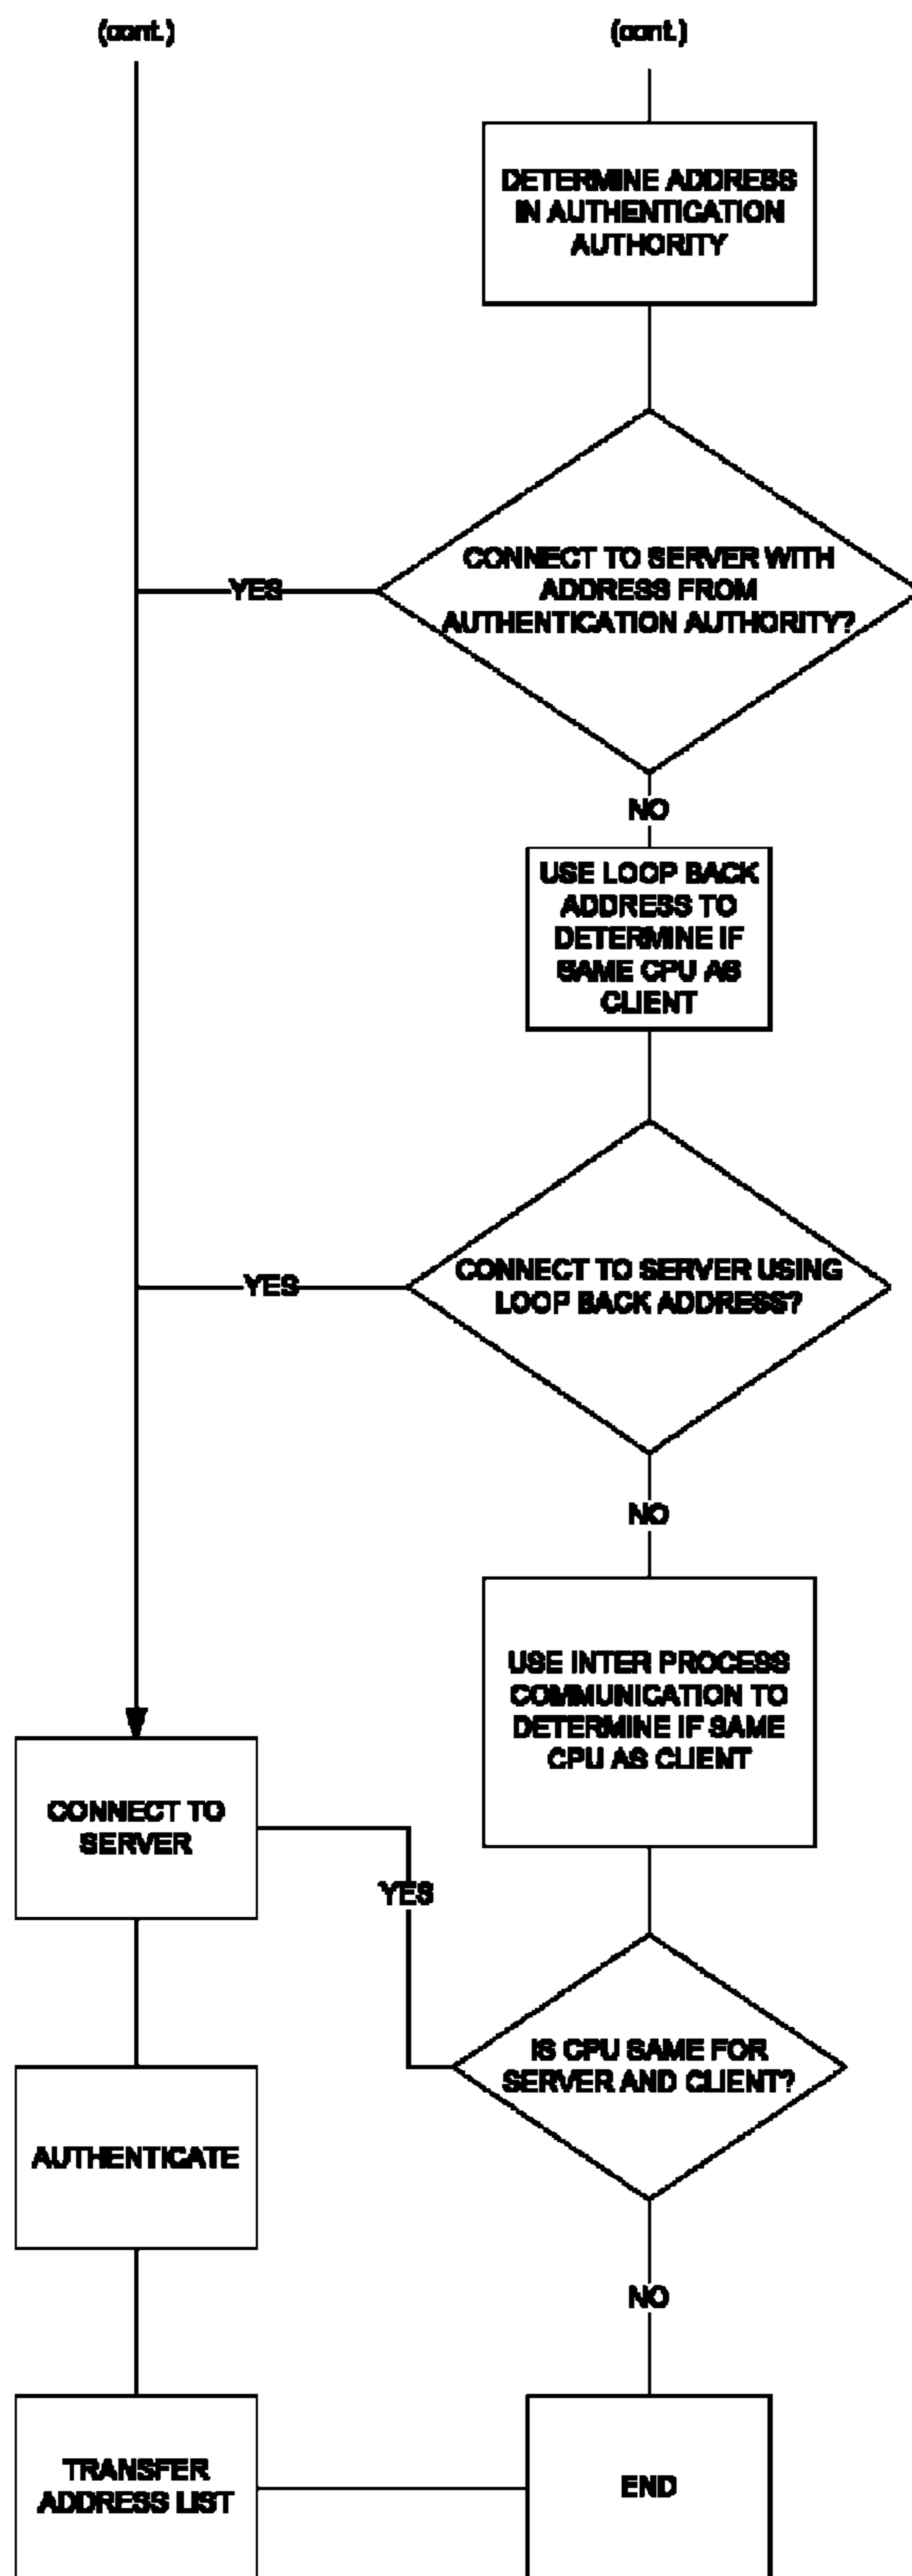 (cont.)
(cont.)
DETERMINE ADDRESS
IN AUTHENTICATION
AUTHORITY
CONNECT TO SERVER WITH
ADDRESS FROM
AUTHENTICATION AUTHORITY?
YES
NO
USE LOOP BACK
ADDRESS TO
DETERMINE IF
SAME CPU AS
CLIENT
CONNECT TO SERVER USING
LOOP BACK ADDRESS?
YES
NO
USE INTER PROCESS
COMMUNICATION TO
DETERMINE IF SAME
CPU AS CLIENT
CONNECT TO
SERVER
YES
IS CPU SAME FOR
SERVER AND CLIENT?
AUTHENTICATE
NO
TRANSFER
ADDRESS LIST
END